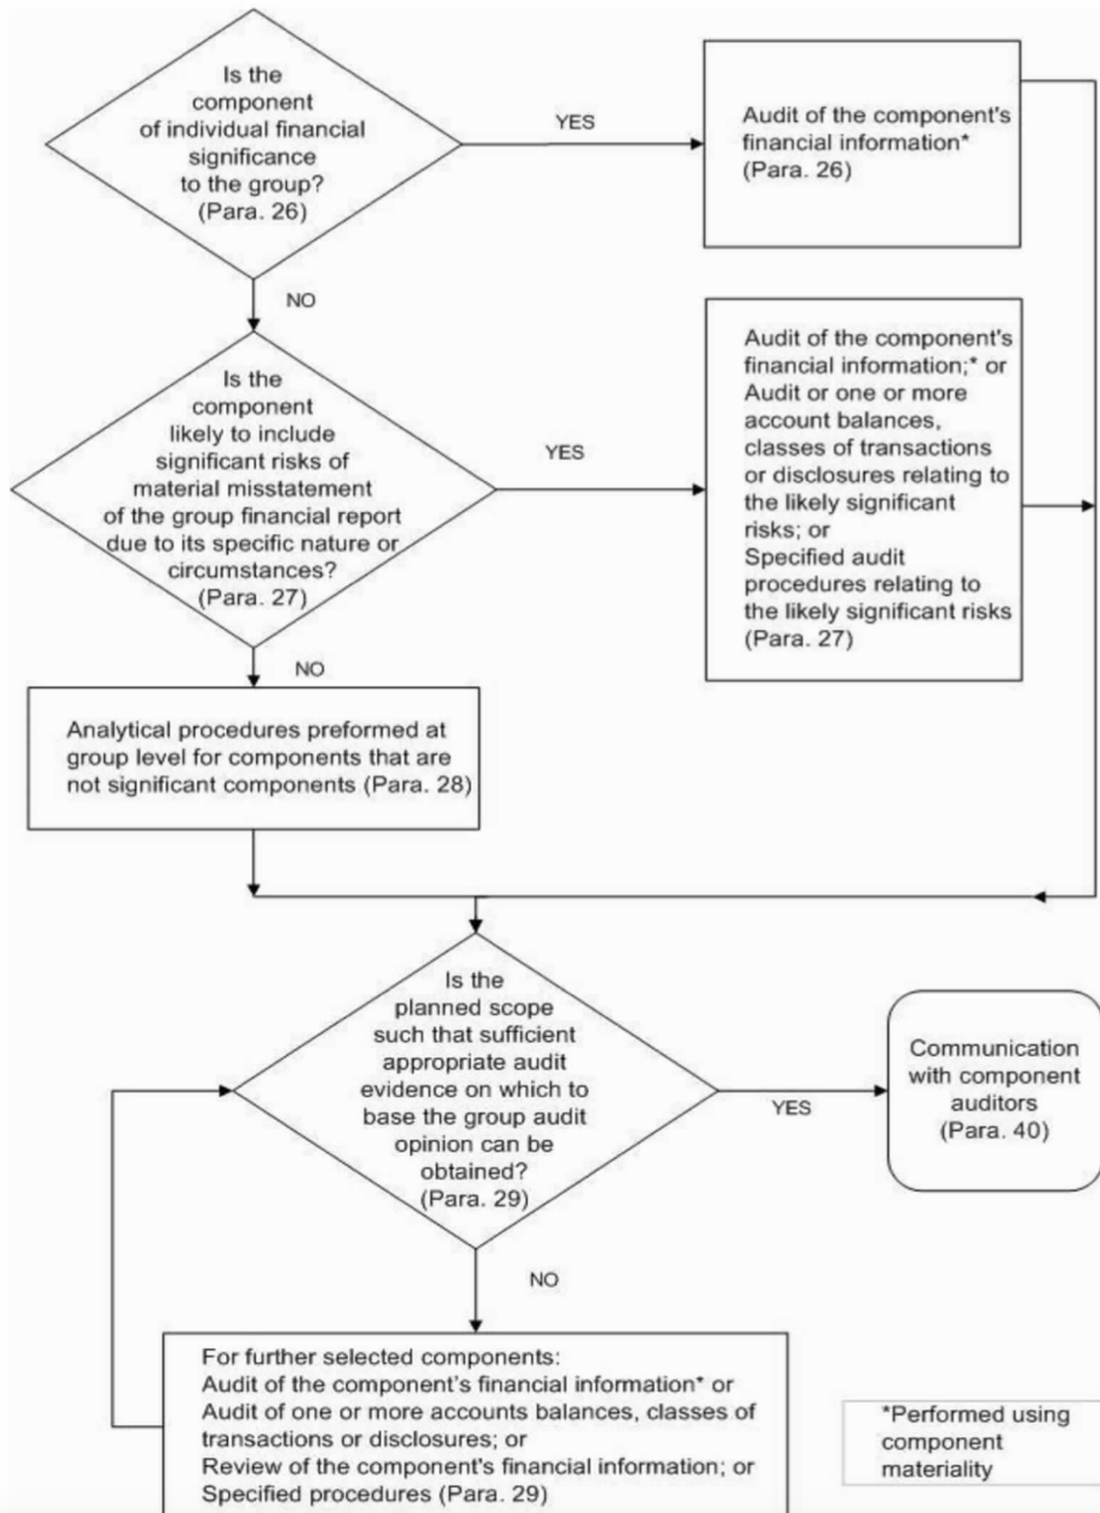 Is the
component
of individual financial
significance
to the group?
(Para. 26)
YES
Audit of the component's
financial information*
(Para. 26)
NO
Is the
component
likely to include
significant risks of
material misstatement
of the group financial report
due to its specific nature or
circumstances?
(Para. 27)
YES
Audit of the component's
financial information;* or
Audit or one or more
account balances,
classes of transactions
or disclosures relating to
the likely significant
risks; or
Specified audit
procedures relating to
the likely significant risks
(Para. 27)
NO
Analytical procedures preformed at
group level for components that are
not significant components (Para. 28)
Is the
planned scope
such that sufficient
appropriate audit
evidence on which to
base the group audit
opinion can be
obtained?
(Para. 29)
YES
Communication
with component
auditors
(Para. 40)
NO
For further selected components:
Audit of the component's financial information* or
Audit of one or more accounts balances, classes of
transactions or disclosures; or
Review of the component's financial information; or
Specified procedures (Para. 29)
*Performed using
component
materiality